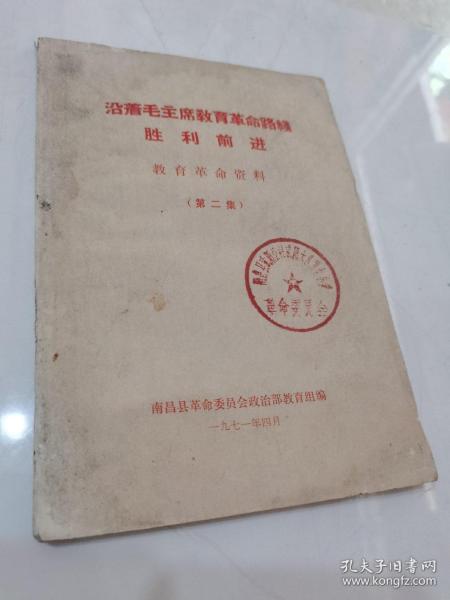 沿着毛主席教育革命路线
胜利前进
教育革命资料
（第二集）
革命委员会
南昌县革命委员会政治部教育组编
一九七一年四月
孔夫子旧书网
www.kongfz.com